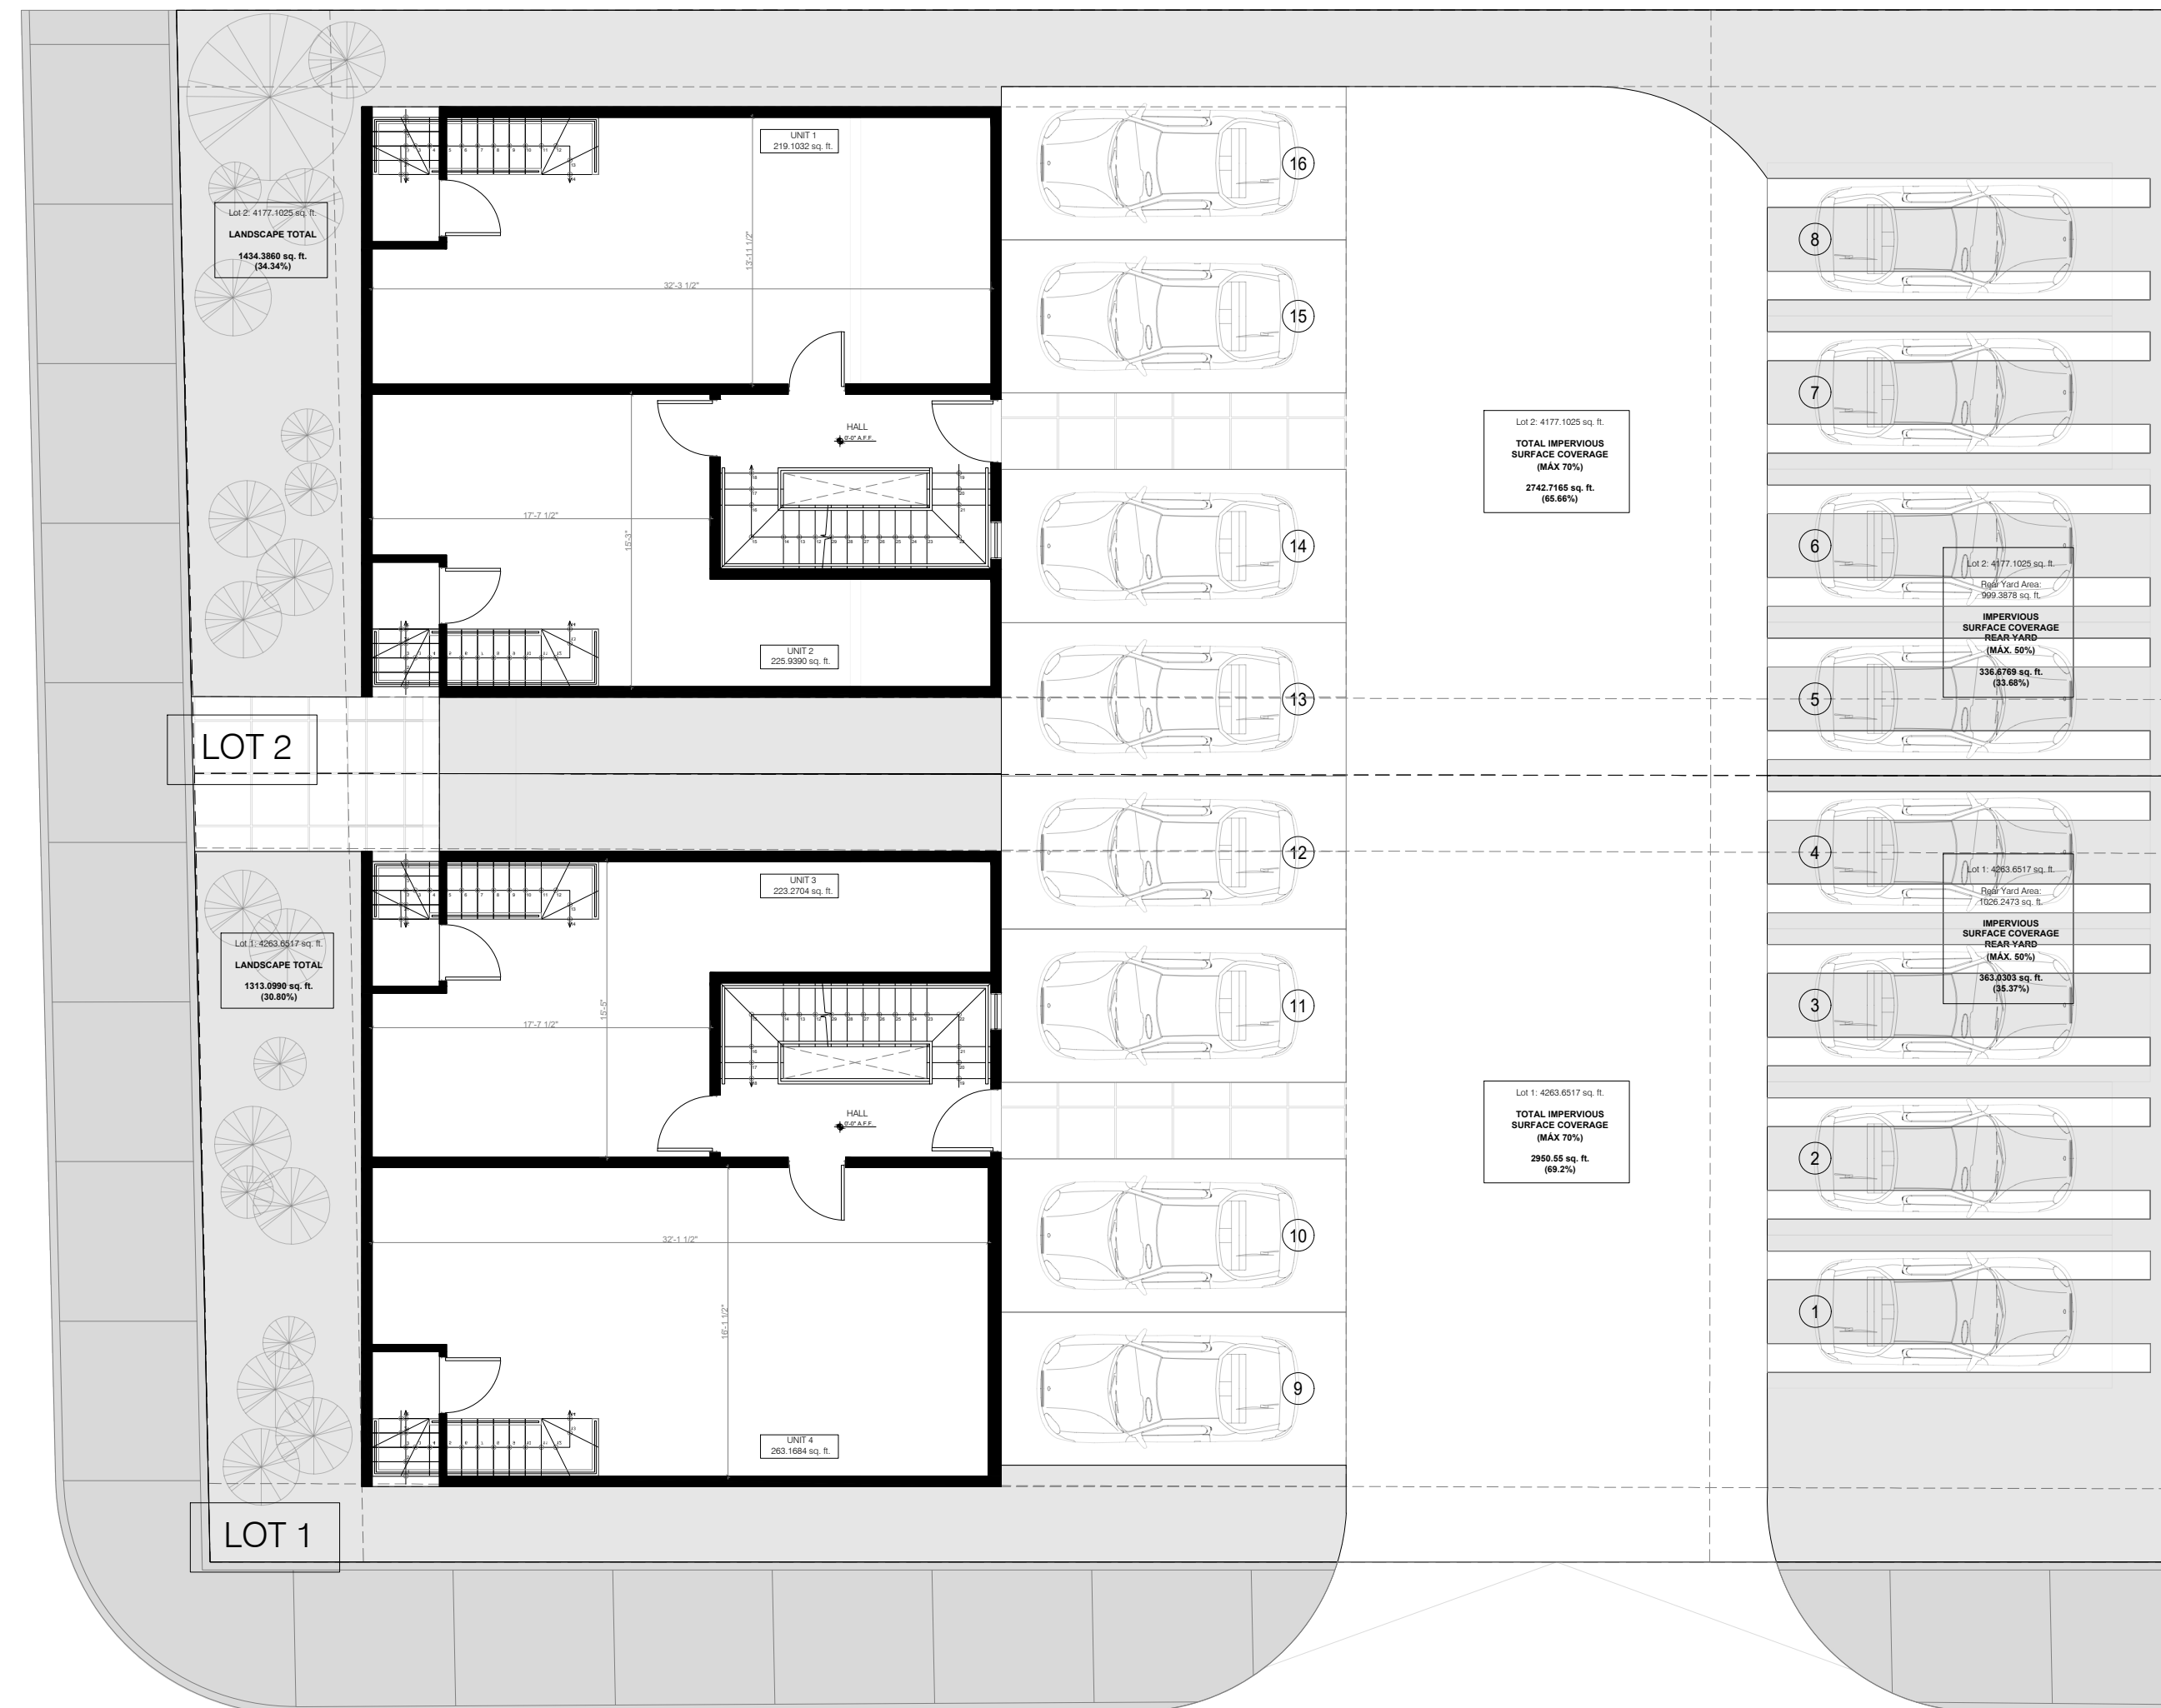 UNIT 1
219.1032 sq. ft.
16
Lot 2: 4177.1025 sq. ft.
LANDSCAPE TOTAL
1434.3860 sq. ft.
(34.34%)
13'-11 1/2"
8
32'-3 1/2"
15
7
HALL
0'-0" A.F.F.
Lot 2: 4177.1025 sq. ft.
TOTAL IMPERVIOUS
SURFACE COVERAGE
(MÁX 70%)
2742.7165 sq. ft.
(65.66%)
17'-7 1/2"
15'-3"
14
6
Lot 2: 4177.1025 sq. ft.
Rear Yard Area:
999.3878 sq. ft.
IMPERVIOUS
SURFACE COVERAGE
REAR YARD
(MÁX. 50%)
336.6769 sq. ft.
(33.68%)
UNIT 2
225.9390 sq. ft.
13
5
LOT 2
12
4
UNIT 3
223.2704 sq. ft.
Lot 1: 4263.6517 sq. ft.
Rear Yard Area:
1026.2473 sq. ft.
IMPERVIOUS
SURFACE COVERAGE
REAR YARD
(MÁX. 50%)
363.0303 sq. ft.
(35.37%)
Lot 1: 4263.6517 sq. ft.
LANDSCAPE TOTAL
1313.0990 sq. ft.
(30.80%)
17'-7 1/2"
15'-5"
11
3
HALL
0'-0" A.F.F.
Lot 1: 4263.6517 sq. ft.
TOTAL IMPERVIOUS
SURFACE COVERAGE
(MÁX 70%)
2950.55 sq. ft.
(69.2%)
2
32'-1 1/2"
16'-1 1/2"
10
1
9
UNIT 4
263.1684 sq. ft.
LOT 1